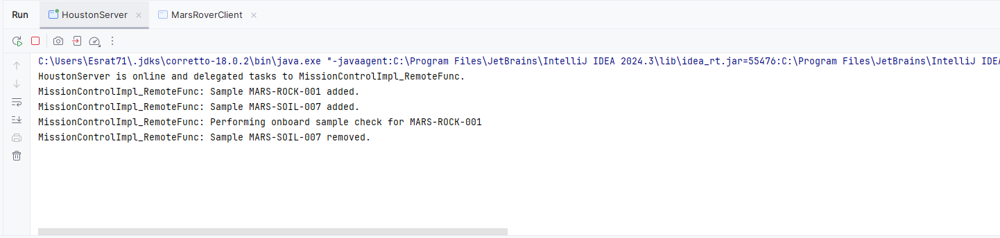 Run HoustonServer MarsRoverClient
C:\Users\Esrat71\.jdks\corretto-18.0.2\bin\java.exe "-javaagent:C:\Program Files\JetBrains\IntelliJ IDEA 2024.3\lib\idea_rt.jar=55476:C:\Program Files\JetBrains\IntelliJ IDEA
HoustonServer is online and delegated tasks to MissionControlImpl_RemoteFunc.
MissionControlImpl_RemoteFunc: Sample MARS-ROCK-001 added.
MissionControlImpl_RemoteFunc: Sample MARS-SOIL-007 added.
MissionControlImpl_RemoteFunc: Performing onboard sample check for MARS-ROCK-001
MissionControlImpl_RemoteFunc: Sample MARS-SOIL-007 removed.